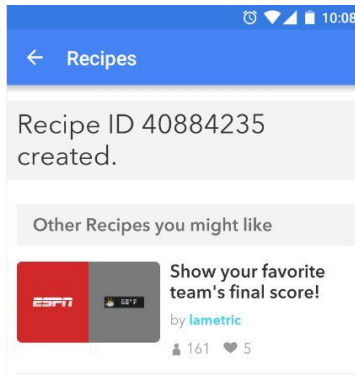 10:08
Recipes
Recipe ID 40884235
created.
Other Recipes you might like
ESPN
68°F
Show your favorite
team's final score!
by lametric
161 5